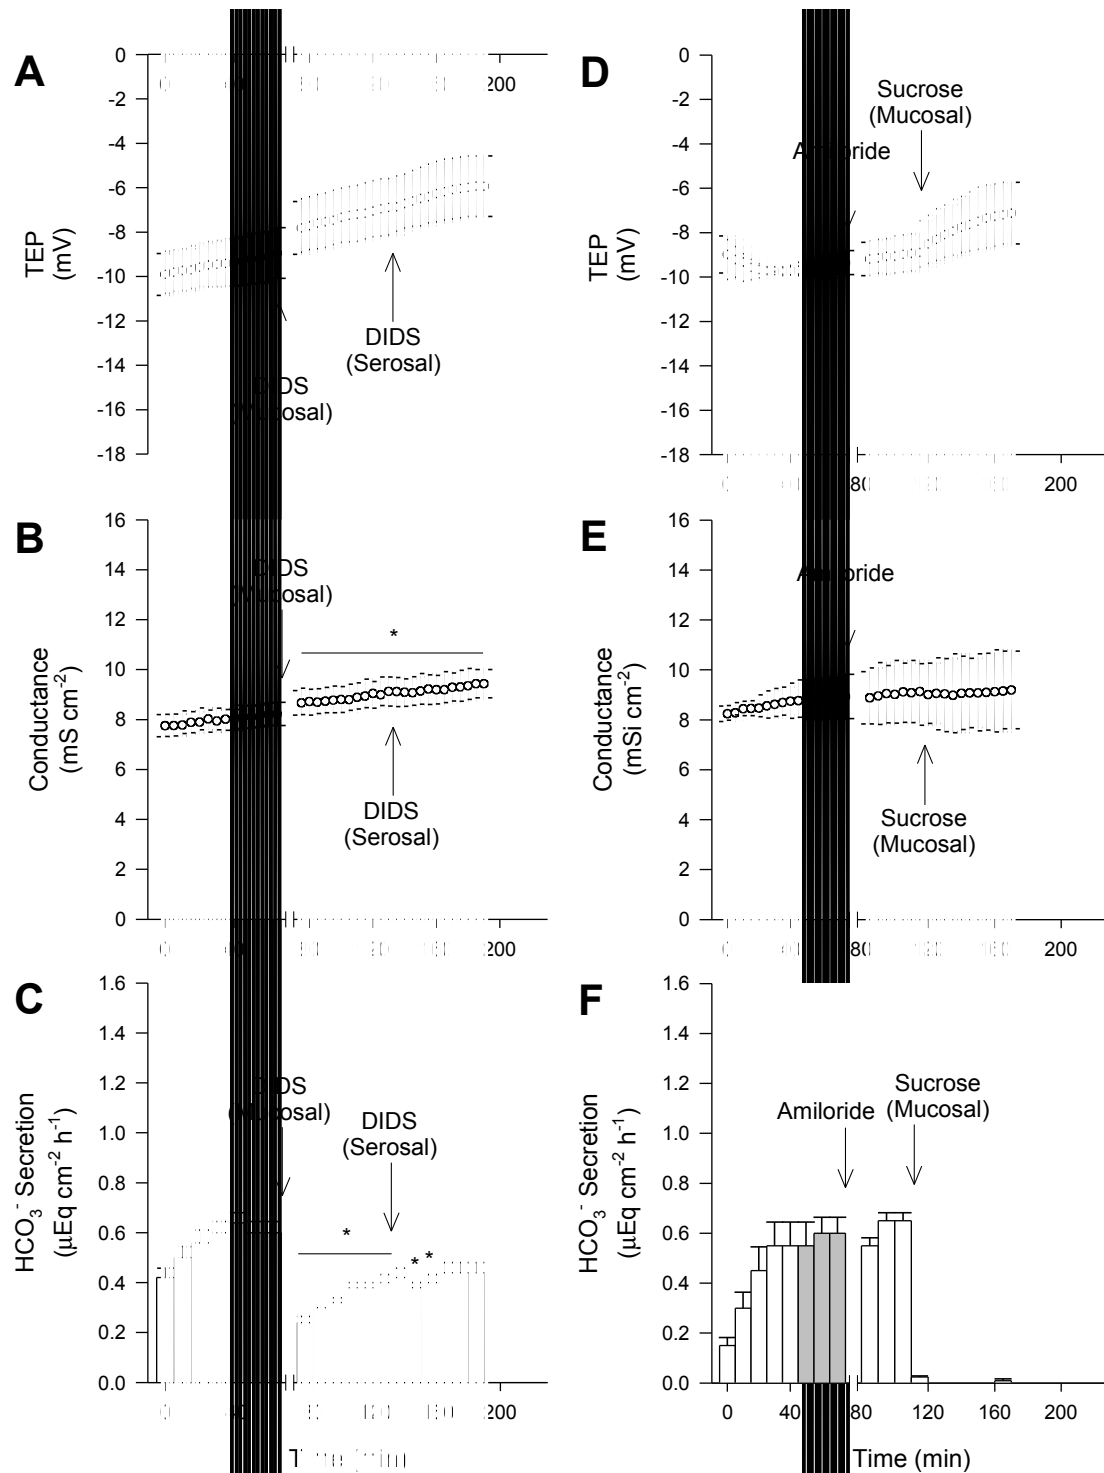 A
0
-2
-4
-6
-8
-10
-12
-14
-16
-18
TEP
(mV)
200
DIDS
(Serosal)
D
0
-2
-4
-6
-8
-10
-12
-14
-16
-18
TEP
(mV)
Sucrose
(Mucosal)
200
B
16
14
12
10
8
6
4
2
0
Conductance
(mS cm-2)
*
DIDS
(Serosal)
200
E
16
14
12
10
8
6
4
2
0
Conductance
(mSi cm-2)
Sucrose
(Mucosal)
200
C
1.6
1.4
1.2
1.0
0.8
0.6
0.4
0.2
0.0
HCO3- Secretion
(µEq cm-2 h-1)
DIDS
(Serosal)
*
* *
200
F
1.6
1.4
1.2
1.0
0.8
0.6
0.4
0.2
0.0
HCO3- Secretion
(µEq cm-2 h-1)
Amiloride
Sucrose
(Mucosal)
0 40 80 120 160 200
Time (min)